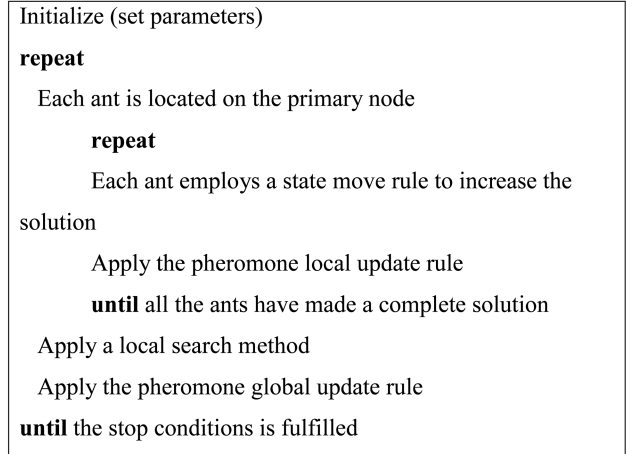 Initialize (set parameters)
repeat
Each ant is located on the primary node
repeat
Each ant employs a state move rule to increase the
solution
Apply the pheromone local update rule
until all the ants have made a complete solution
Apply a local search method
Apply the pheromone global update rule
until the stop conditions is fulfilled